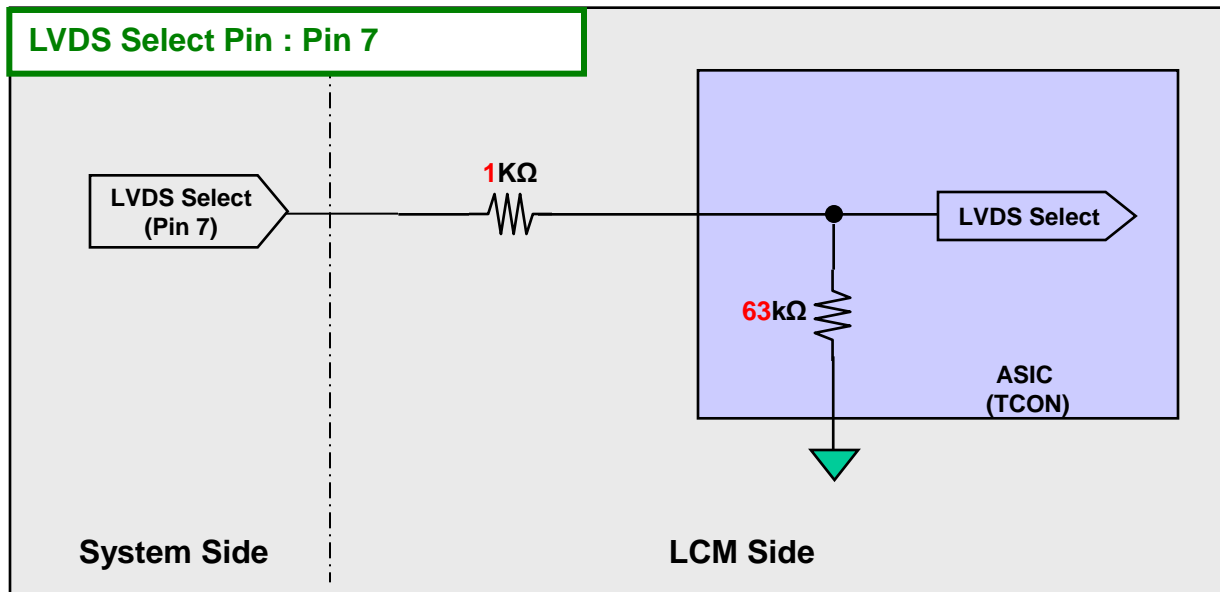 LVDS Select Pin : Pin 7
1KΩ
LVDS Select
(Pin 7)
LVDS Select
63kΩ
ASIC
(TCON)
System Side
LCM Side